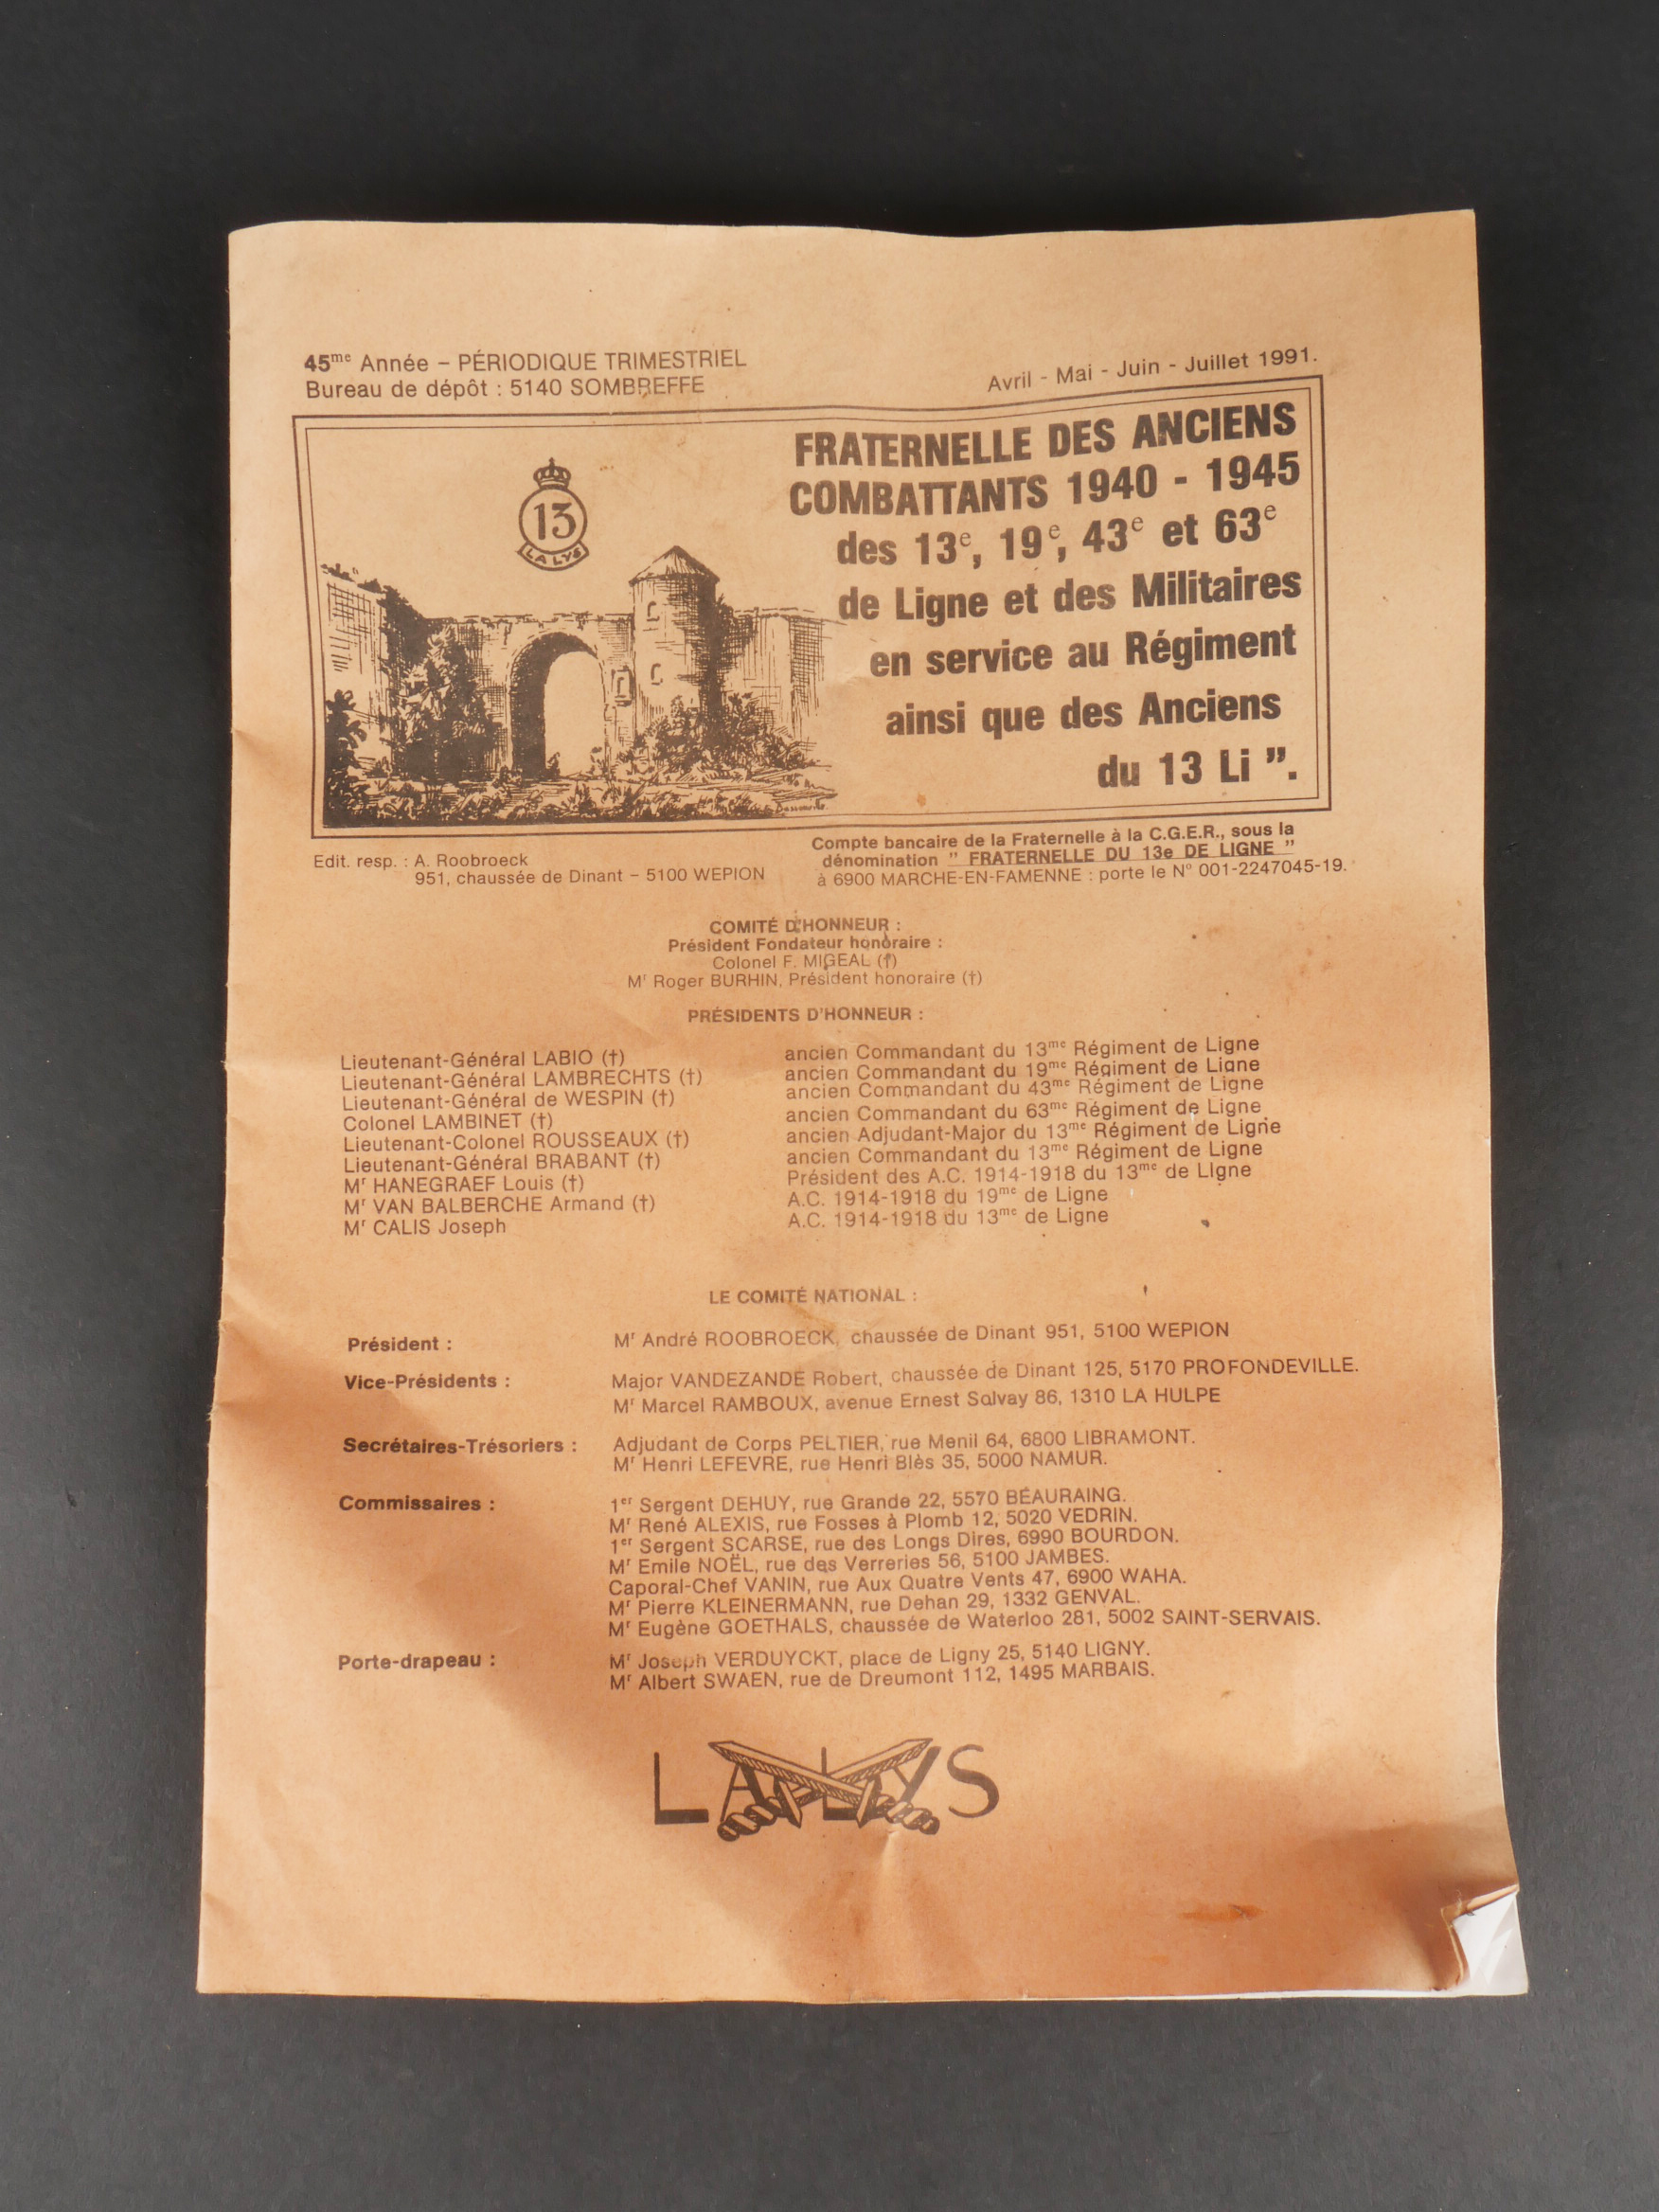 45me Année – PÉRIODIQUE TRIMESTRIEL
Bureau de dépôt : 5140 SOMBREFFE
Avril - Mai - Juin - Juillet 1991.
13
LA LYS
FRATERNELLE DES ANCIENS
COMBATTANTS 1940 - 1945
des 13e, 19e, 43e et 63e
de Ligne et des Militaires
en service au Régiment
ainsi que des Anciens
du 13 Li ”.
Edit. resp. : A. Roobroeck
951, chaussée de Dinant – 5100 WEPION
Compte bancaire de la Fraternelle à la C.G.E.R., sous la
dénomination " FRATERNELLE DU 13e DE LIGNE "
à 6900 MARCHE-EN-FAMENNE : porte le N° 001-2247045-19.
COMITÉ D'HONNEUR :
Président Fondateur honoraire :
Colonel F. MIGEAL (†)
Mr Roger BURHIN, Président honoraire (†)
PRÉSIDENTS D'HONNEUR :
Lieutenant-Général LABIO (†) ancien Commandant du 13me Régiment de Ligne
Lieutenant-Général LAMBRECHTS (†) ancien Commandant du 19me Régiment de Ligne
Lieutenant-Général de WESPIN (†) ancien Commandant du 43me Régiment de Ligne
Colonel LAMBINET (†) ancien Commandant du 63me Régiment de Ligne
Lieutenant-Colonel ROUSSEAUX (†) ancien Adjudant-Major du 13me Régiment de Ligne
Lieutenant-Général BRABANT (†) ancien Commandant du 13me Régiment de Ligne
Mr HANEGRAEF Louis (†) Président des A.C. 1914-1918 du 13me de Ligne
Mr VAN BALBERCHE Armand (†) A.C. 1914-1918 du 19me de Ligne
Mr CALIS Joseph A.C. 1914-1918 du 13me de Ligne
LE COMITÉ NATIONAL :
Président : Mr André ROOBROECK, chaussée de Dinant 951, 5100 WEPION
Vice-Présidents : Major VANDEZANDE Robert, chaussée de Dinant 125, 5170 PROFONDEVILLE.
Mr Marcel RAMBOUX, avenue Ernest Solvay 86, 1310 LA HULPE
Secrétaires-Trésoriers : Adjudant de Corps PELTIER, rue Menil 64, 6800 LIBRAMONT.
Mr Henri LEFEVRE, rue Henri Blès 35, 5000 NAMUR.
Commissaires : 1er Sergent DEHUY, rue Grande 22, 5570 BEAURAING.
Mr René ALEXIS, rue Fosses à Plomb 12, 5020 VEDRIN.
1er Sergent SCARSE, rue des Longs Dires, 6990 BOURDON.
Mr Emile NOËL, rue des Verreries 56, 5100 JAMBES.
Caporal-Chef VANIN, rue Aux Quatre Vents 47, 6900 WAHA.
Mr Pierre KLEINERMANN, rue Dehan 29, 1332 GENVAL.
Mr Eugène GOETHALS, chaussée de Waterloo 281, 5002 SAINT-SERVAIS.
Porte-drapeau : Mr Joseph VERDUYCKT, place de Ligny 25, 5140 LIGNY.
Mr Albert SWAEN, rue de Dreumont 112, 1495 MARBAIS.
LA LYS